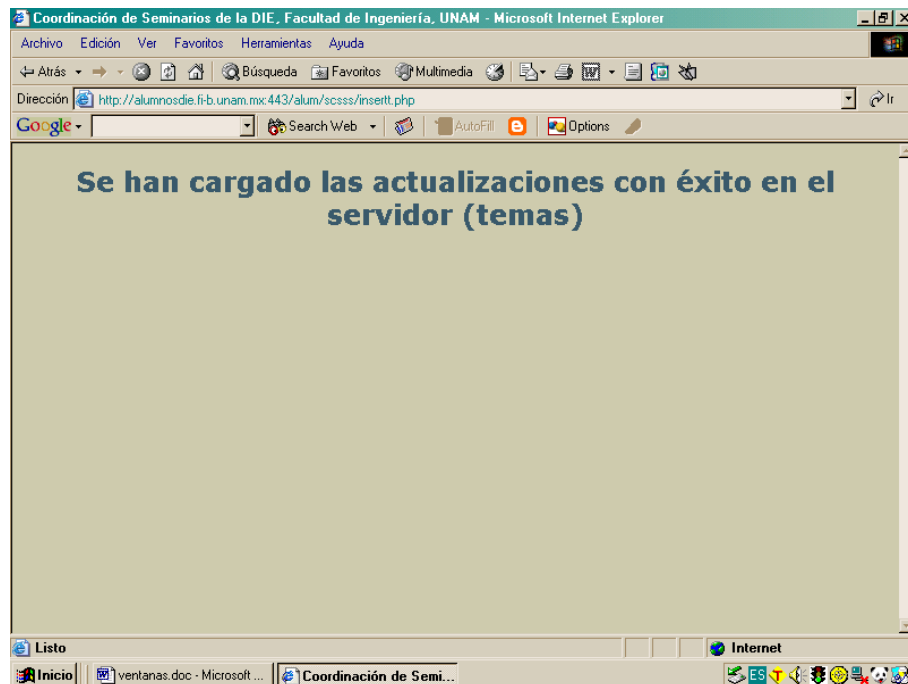 Coordinación de Seminarios de la DIE, Facultad de Ingeniería, UNAM - Microsoft Internet Explorer
Archivo Edición Ver Favoritos Herramientas Ayuda
Atrás Búsqueda Favoritos Multimedia
Dirección http://alumnosdie.fi-b.unam.mx:443/alum/scsss/insertt.php Ir
Google Search Web AutoFill Options
Se han cargado las actualizaciones con éxito en el
servidor (temas)
Listo Internet
Inicio ventanas.doc - Microsoft ... Coordinación de Semi... ES